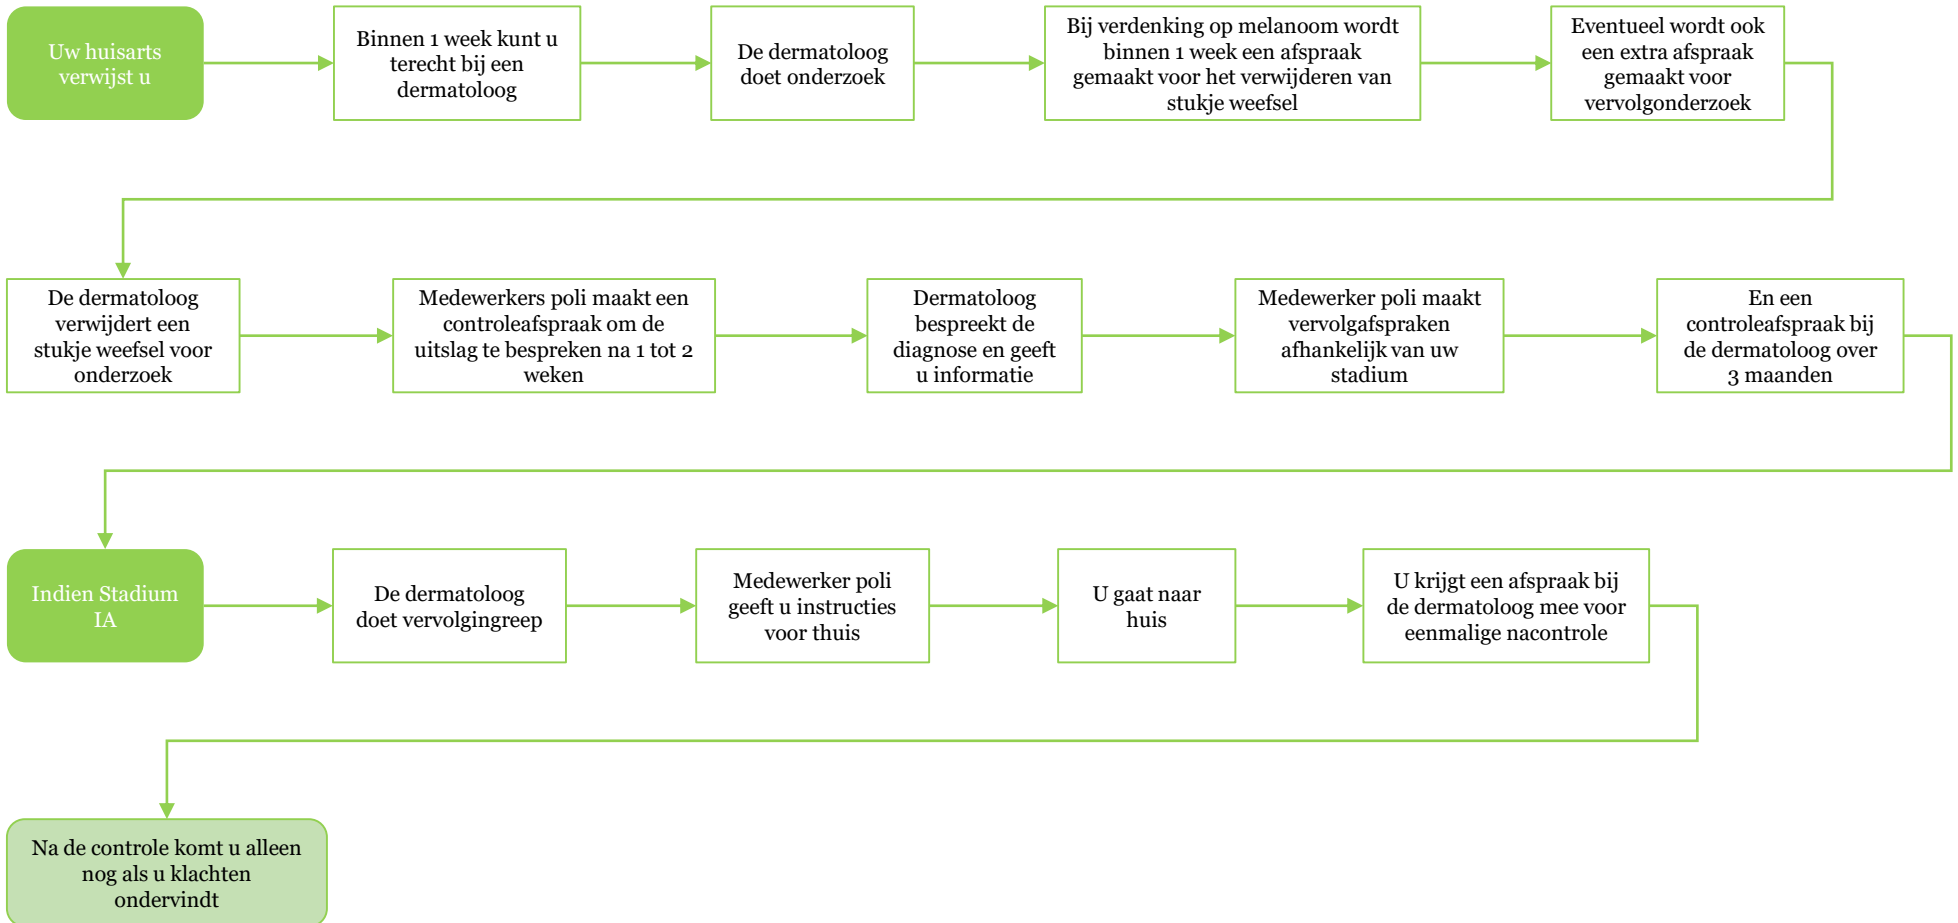 Uw huisarts
verwijst u
Binnen 1 week kunt u
terecht bij een
dermatoloog
De dermatoloog
doet onderzoek
Bij verdenking op melanoom wordt
binnen 1 week een afspraak
gemaakt voor het verwijderen van
stukje weefsel
Eventueel wordt ook
een extra afspraak
gemaakt voor
vervolgonderzoek
De dermatoloog
verwijdert een
stukje weefsel voor
onderzoek
Medewerkers poli maakt een
controleafspraak om de
uitslag te bespreken na 1 tot 2
weken
Dermatoloog
bespreekt de
diagnose en geeft
u informatie
Medewerker poli maakt
vervolgafspraken
afhankelijk van uw
stadium
En een
controleafspraak bij
de dermatoloog over
3 maanden
Indien Stadium
IA
De dermatoloog
doet vervolgingreep
Medewerker poli
geeft u instructies
voor thuis
U gaat naar
huis
U krijgt een afspraak bij
de dermatoloog mee voor
eenmalige nacontrole
Na de controle komt u alleen
nog als u klachten
ondervindt